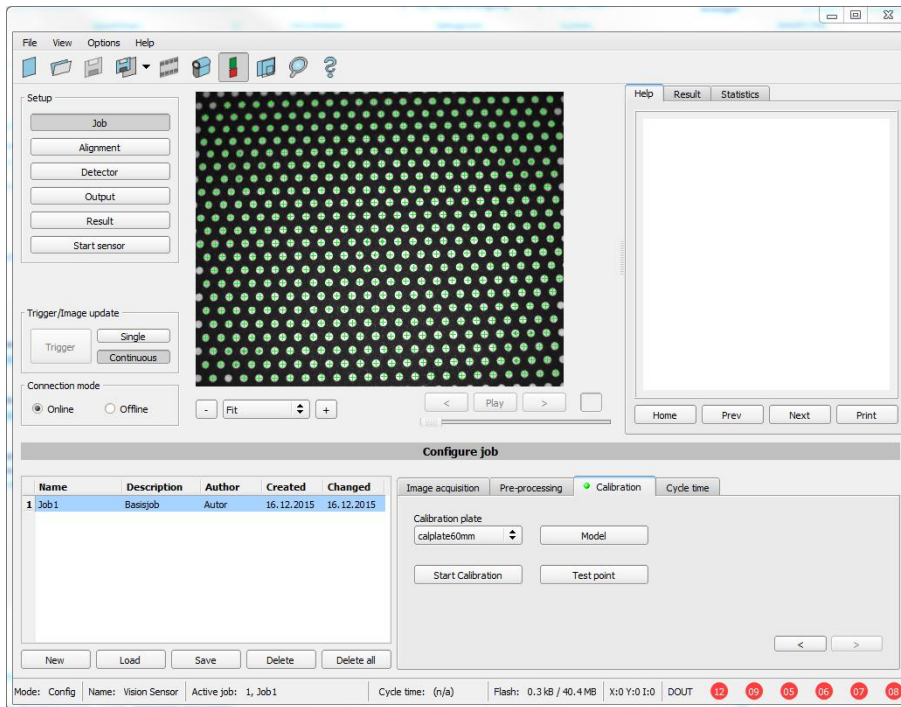 File View Options Help
Setup
Job
Alignment
Detector
Output
Result
Start sensor
Trigger/Image update
Trigger
Single
Continuous
Connection mode
Online Offline
- Fit +
< Play >
Help Result Statistics
Home Prev Next Print
Configure job
Name Description Author Created Changed
1 Job1 Basisjob Autor 16.12.2015 16.12.2015
New Load Save Delete Delete all
Image acquisition Pre-processing Calibration Cycle time
Calibration plate
calplate60mm Model
Start Calibration Test point
< >
Mode: Config Name: Vision Sensor Active job: 1, Job1 Cycle time: (n/a) Flash: 0.3 kB / 40.4 MB X:0 Y:0 I:0 DOUT 12 09 05 06 07 08